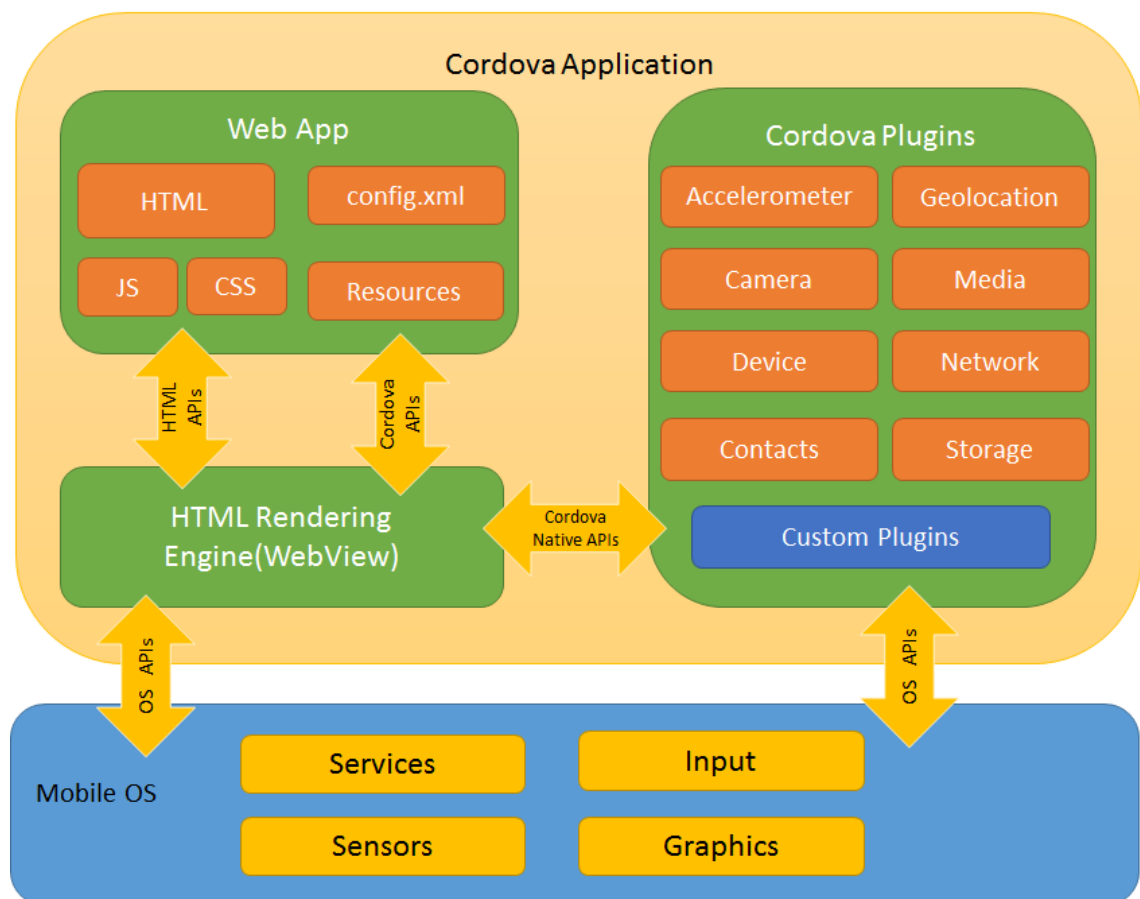 Cordova Application
Web App
HTML
config.xml
JS
CSS
Resources
HTML
APIs
Cordova
APIs
HTML Rendering
Engine(WebView)
Cordova
Native APIs
Cordova Plugins
Accelerometer
Geolocation
Camera
Media
Device
Network
Contacts
Storage
Custom Plugins
OS APIs
OS APIs
Mobile OS
Services
Input
Sensors
Graphics